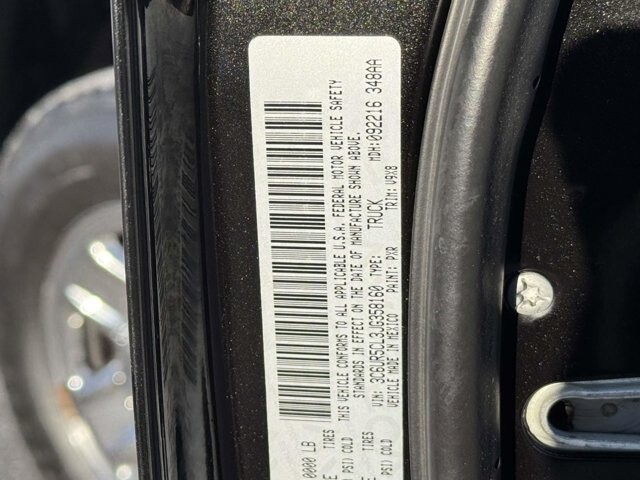 0000 LB
E TIRES
PSI) COLD
E TIRES
PSI) COLD
THIS VEHICLE CONFORMS TO ALL APPLICABLE U.S.A. FEDERAL MOTOR VEHICLE SAFETY
STANDARDS IN EFFECT ON THE DATE OF MANUFACTURE SHOWN ABOVE.
VIN: 3C6UR5DL3JG358160 TYPE: TRUCK MDH:092216 348AA
VEHICLE MADE IN MEXICO PAINT: PXR TRIM: V9X8